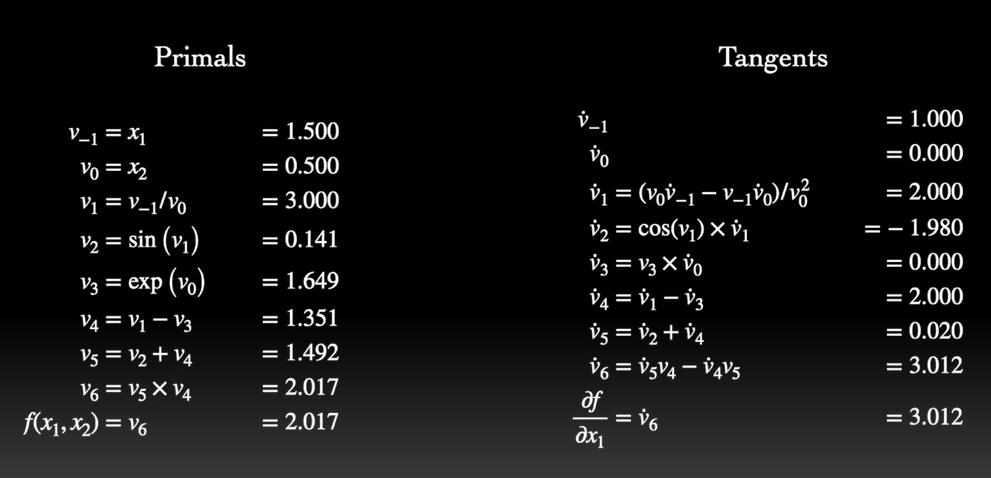 Primals
Tangents
v₋₁ = x₁ = 1.500
v₀ = x₂ = 0.500
v₁ = v₋₁/v₀ = 3.000
v₂ = sin (v₁) = 0.141
v₃ = exp (v₀) = 1.649
v₄ = v₁ − v₃ = 1.351
v₅ = v₂ + v₄ = 1.492
v₆ = v₅ × v₄ = 2.017
f(x₁, x₂) = v₆ = 2.017
v̇₋₁ = 1.000
v̇₀ = 0.000
v̇₁ = (v₀v̇₋₁ − v₋₁v̇₀)/v₀² = 2.000
v̇₂ = cos(v₁) × v̇₁ = − 1.980
v̇₃ = v₃ × v̇₀ = 0.000
v̇₄ = v̇₁ − v̇₃ = 2.000
v̇₅ = v̇₂ + v̇₄ = 0.020
v̇₆ = v̇₅v₄ − v̇₄v₅ = 3.012
∂f/∂x₁ = v̇₆ = 3.012